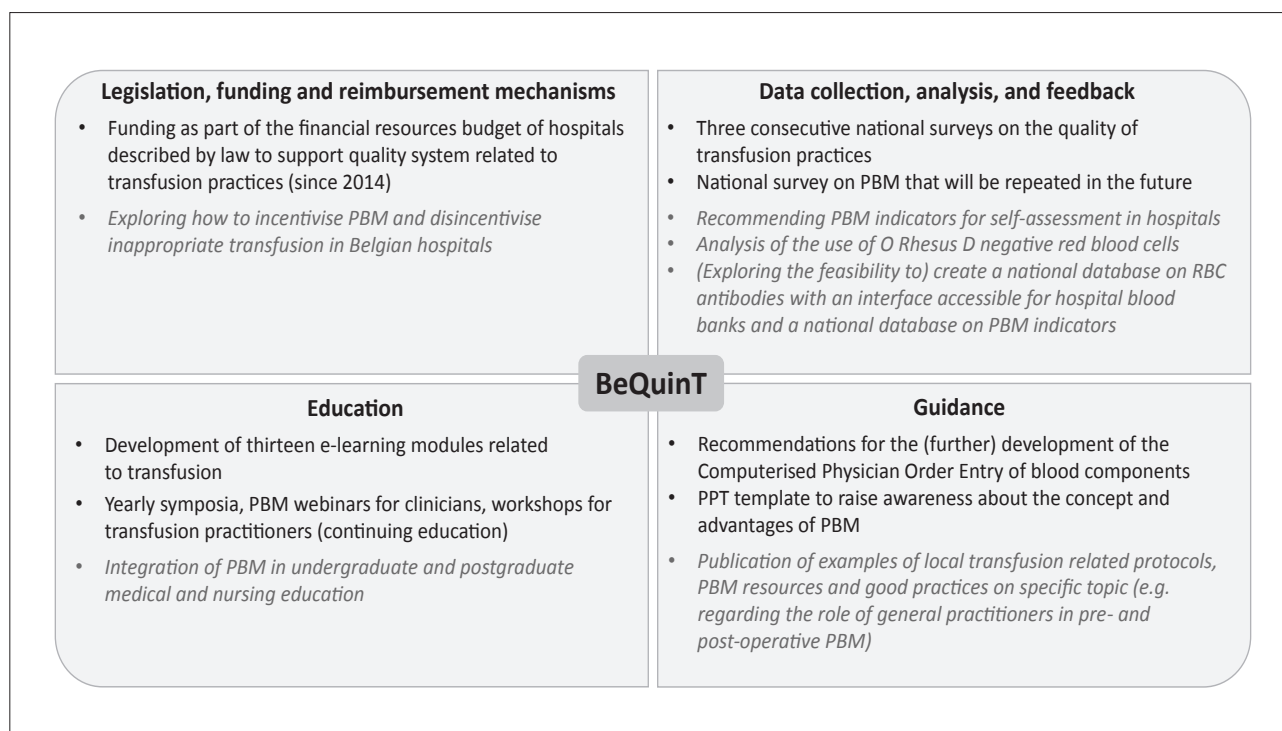 Legislation, funding and reimbursement mechanisms
• Funding as part of the financial resources budget of hospitals
described by law to support quality system related to
transfusion practices (since 2014)
• Exploring how to incentivise PBM and disincentivise
inappropriate transfusion in Belgian hospitals
Data collection, analysis, and feedback
• Three consecutive national surveys on the quality of
transfusion practices
• National survey on PBM that will be repeated in the future
• Recommending PBM indicators for self-assessment in hospitals
• Analysis of the use of O Rhesus D negative red blood cells
• (Exploring the feasibility to) create a national database on RBC
antibodies with an interface accessible for hospital blood
banks and a national database on PBM indicators
BeQuinT
Education
• Development of thirteen e-learning modules related
to transfusion
• Yearly symposia, PBM webinars for clinicians, workshops for
transfusion practitioners (continuing education)
• Integration of PBM in undergraduate and postgraduate
medical and nursing education
Guidance
• Recommendations for the (further) development of the
Computerised Physician Order Entry of blood components
• PPT template to raise awareness about the concept and
advantages of PBM
• Publication of examples of local transfusion related protocols,
PBM resources and good practices on specific topic (e.g.
regarding the role of general practitioners in pre- and
post-operative PBM)